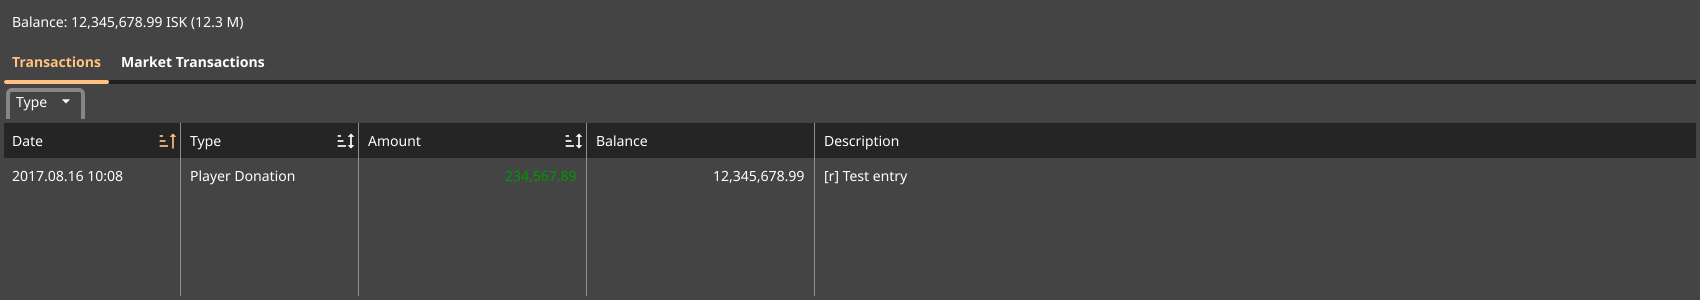 Balance: 12,345,678.99 ISK (12.3 M)
Transactions Market Transactions
Type
Date Type Amount Balance Description
2017.08.16 10:08 Player Donation 234,567.89 12,345,678.99 [r] Test entry